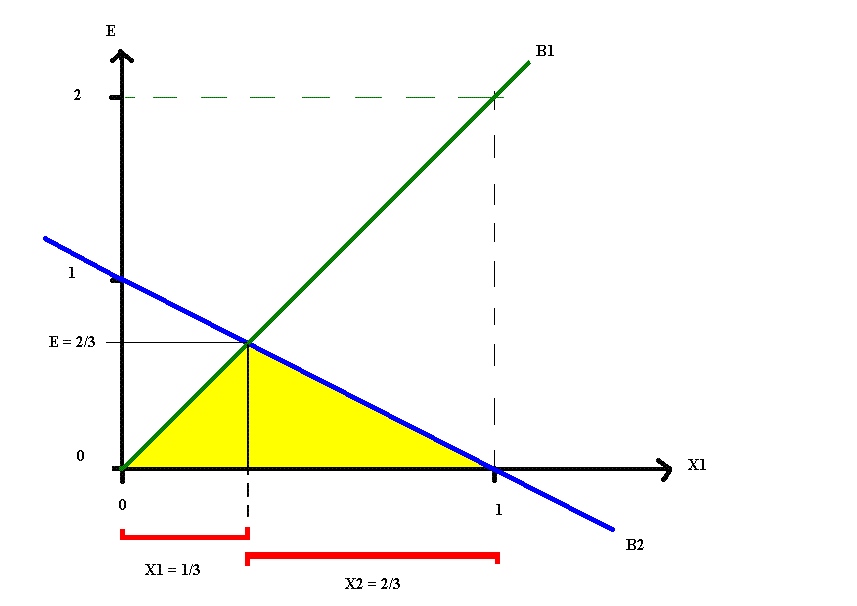 E
B1
2
1
E = 2/3
0
X1
0
1
B2
X1 = 1/3
X2 = 2/3